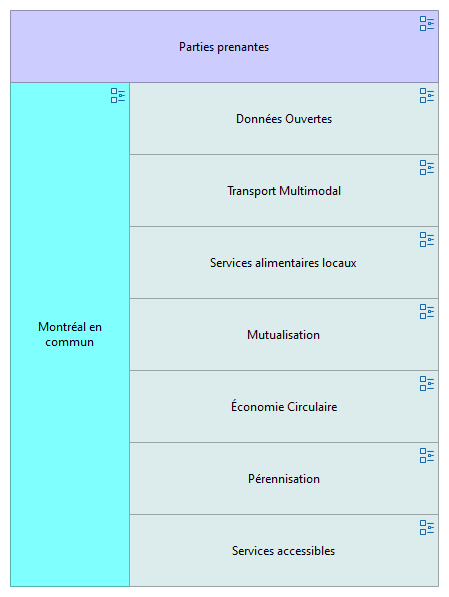 Parties prenantes
Données Ouvertes
Transport Multimodal
Services alimentaires locaux
Montréal en
commun
Mutualisation
Économie Circulaire
Pérennisation
Services accessibles